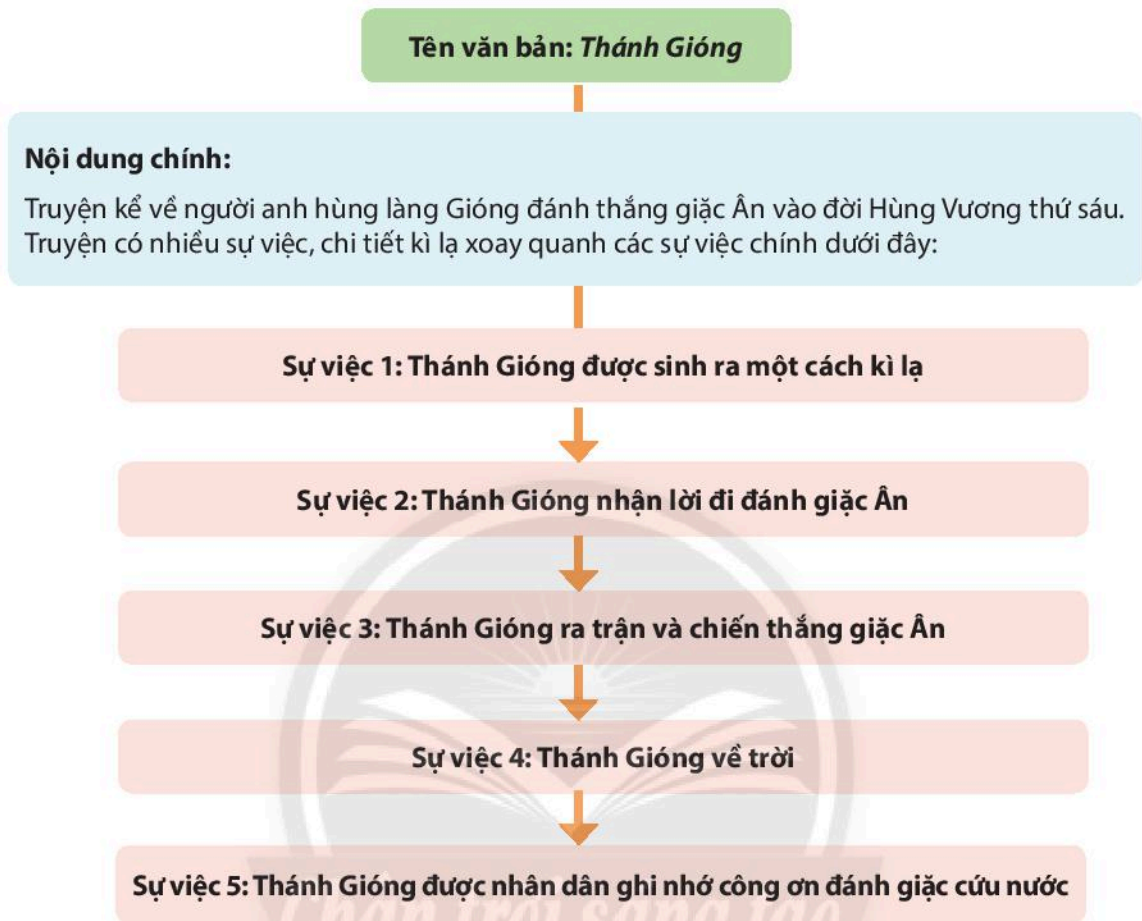 Tên văn bản: Thánh Gióng
Nội dung chính:
Truyện kể về người anh hùng làng Gióng đánh thắng giặc Ân vào đời Hùng Vương thứ sáu.
Truyện có nhiều sự việc, chi tiết kì lạ xoay quanh các sự việc chính dưới đây:
Sự việc 1: Thánh Gióng được sinh ra một cách kì lạ
Sự việc 2: Thánh Gióng nhận lời đi đánh giặc Ân
Sự việc 3: Thánh Gióng ra trận và chiến thắng giặc Ân
Sự việc 4: Thánh Gióng về trời
Sự việc 5: Thánh Gióng được nhân dân ghi nhớ công ơn đánh giặc cứu nước
Chân trời sáng tạo